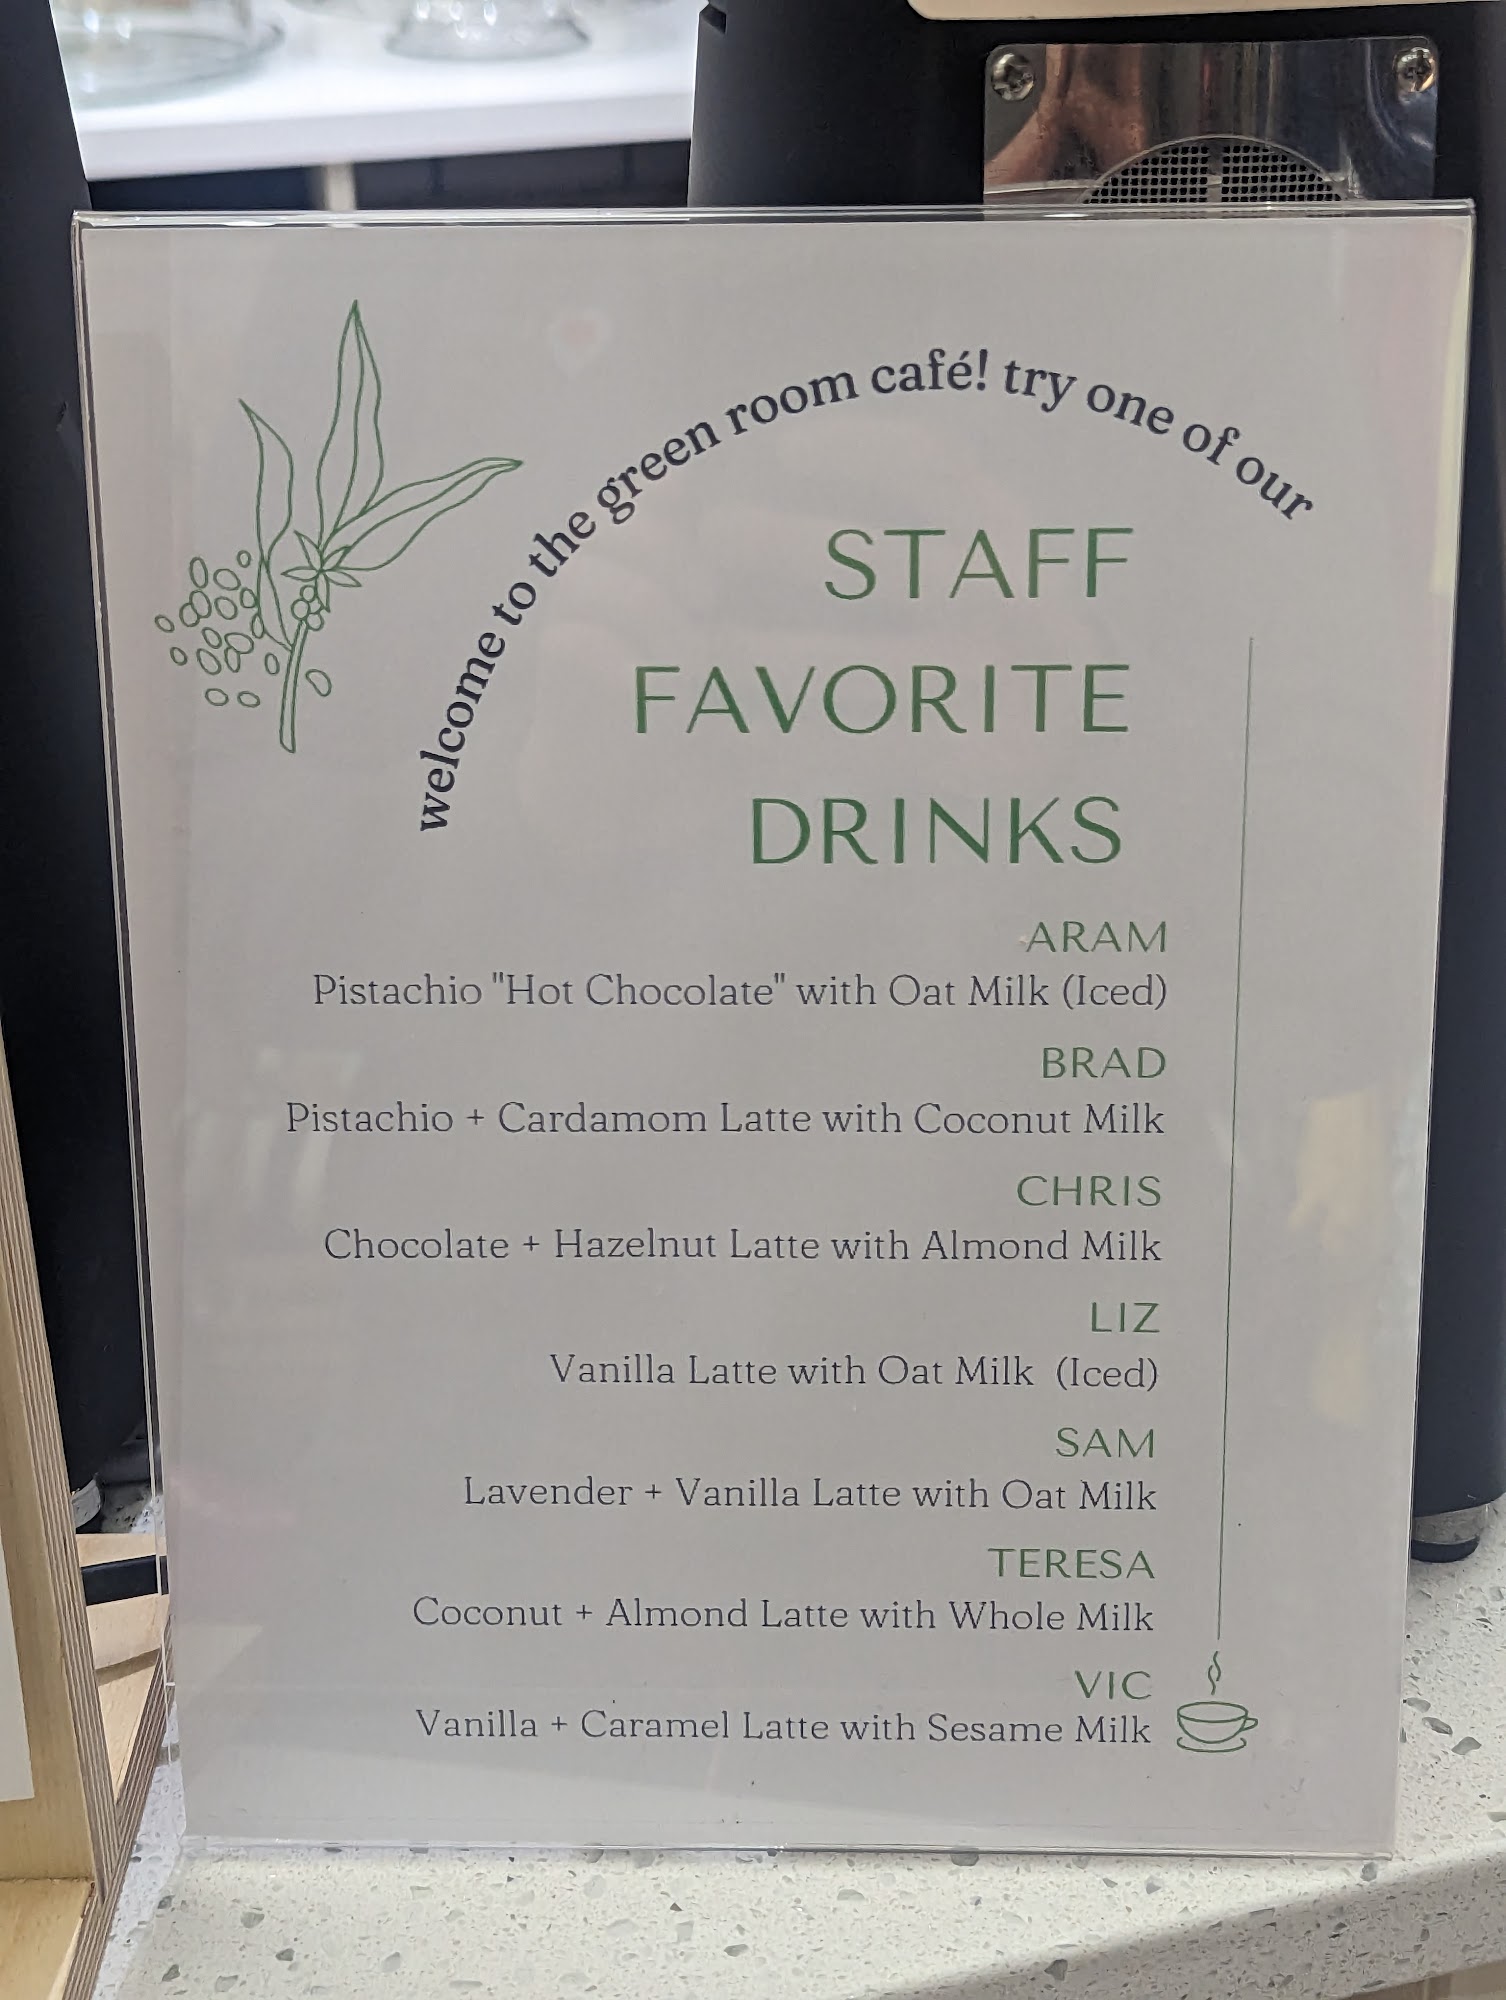 welcome to the green room café! try one of our
STAFF
FAVORITE
DRINKS
ARAM
Pistachio "Hot Chocolate" with Oat Milk (Iced)
BRAD
Pistachio + Cardamom Latte with Coconut Milk
CHRIS
Chocolate + Hazelnut Latte with Almond Milk
LIZ
Vanilla Latte with Oat Milk (Iced)
SAM
Lavender + Vanilla Latte with Oat Milk
TERESA
Coconut + Almond Latte with Whole Milk
VIC
Vanilla + Caramel Latte with Sesame Milk